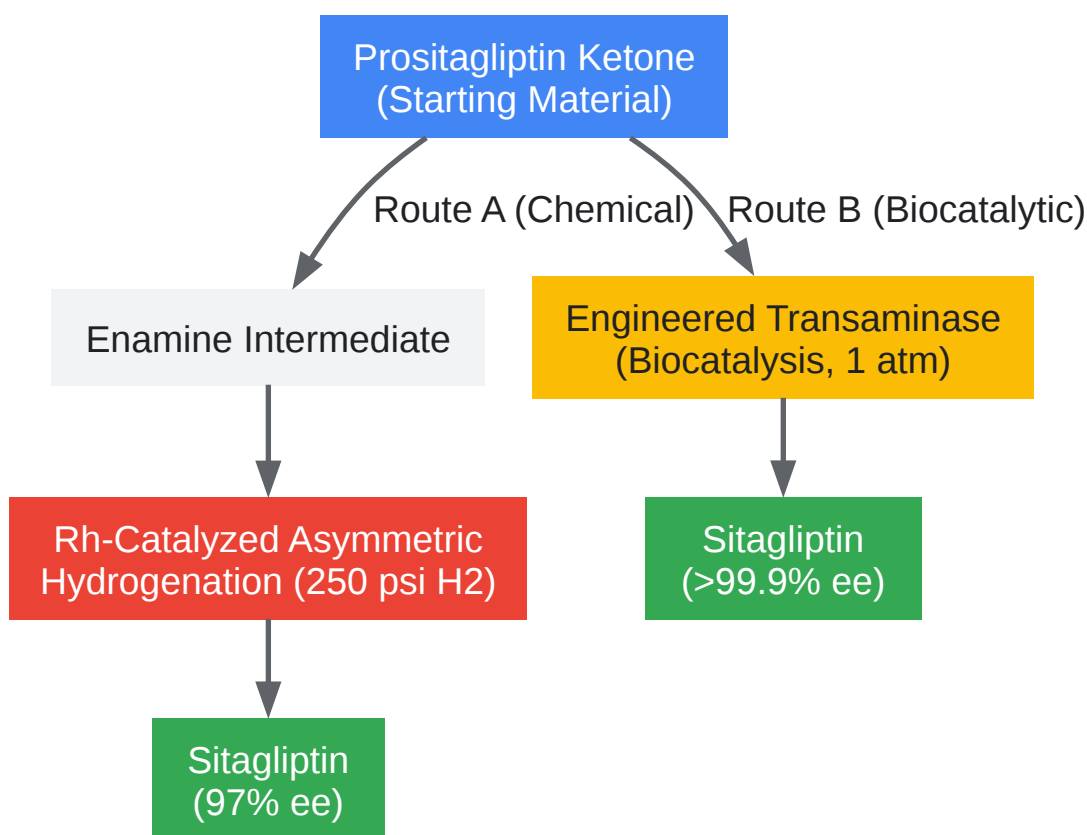 Prositagliptin Ketone
(Starting Material)
Route A (Chemical)
Route B (Biocatalytic)
Enamine Intermediate
Engineered Transaminase
(Biocatalysis, 1 atm)
Rh-Catalyzed Asymmetric
Hydrogenation (250 psi H2)
Sitagliptin
(>99.9% ee)
Sitagliptin
(97% ee)